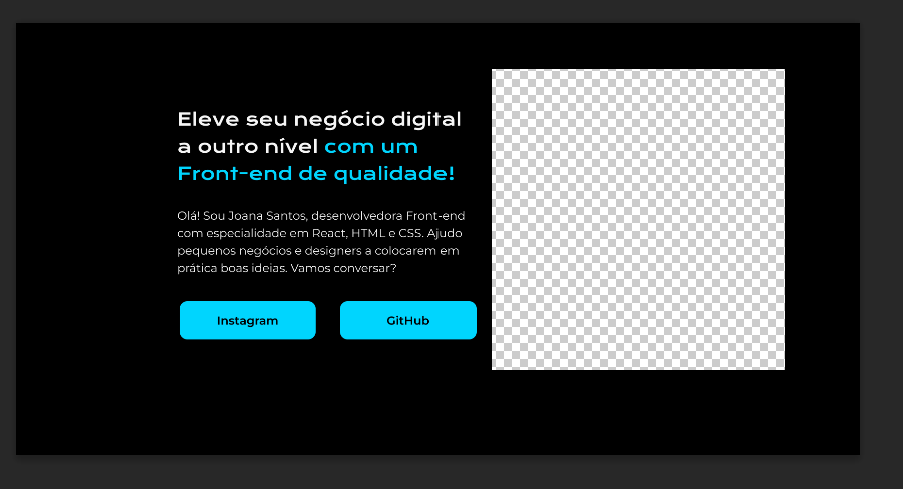 Eleve seu negócio digital
a outro nível com um
Front-end de qualidade!
Olá! Sou Joana Santos, desenvolvedora Front-end
com especialidade em React, HTML e CSS. Ajudo
pequenos negócios e designers a colocarem em
prática boas ideias. Vamos conversar?
Instagram
GitHub